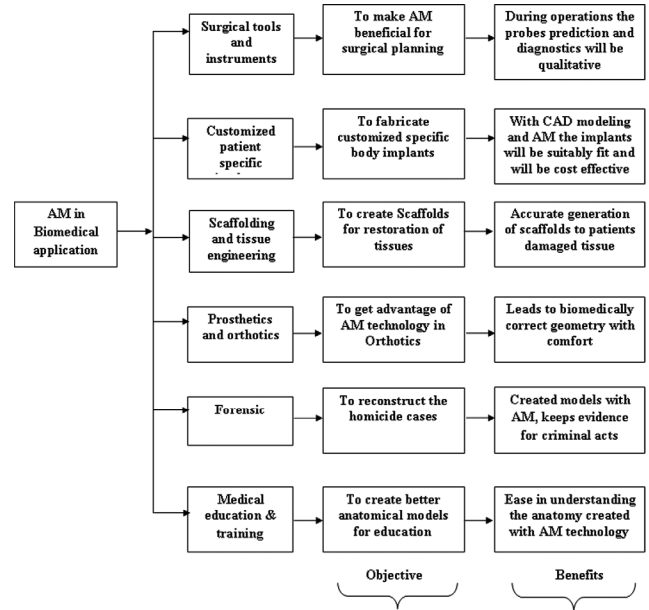 Surgical tools
and
instruments
To make AM
beneficial for
surgical planning
During operations the
probes prediction and
diagnostics will be
qualitative
Customized
patient
specific
To fabricate
customized specific
body implants
With CAD modeling
and AM the implants
will be suitably fit and
will be cost effective
AM in
Biomedical
application
Scaffolding
and tissue
engineering
To create Scaffolds
for restoration of
tissues
Accurate generation
of scaffolds to patients
damaged tissue
Prosthetics
and orthotics
To get advantage of
AM technology in
Orthotics
Leads to biomedically
correct geometry with
comfort
Forensic
To reconstruct the
homicide cases
Created models with
AM, keeps evidence
for criminal acts
Medical
education &
training
To create better
anatomical models
for education
Ease in understanding
the anatomy created
with AM technology
Objective
Benefits